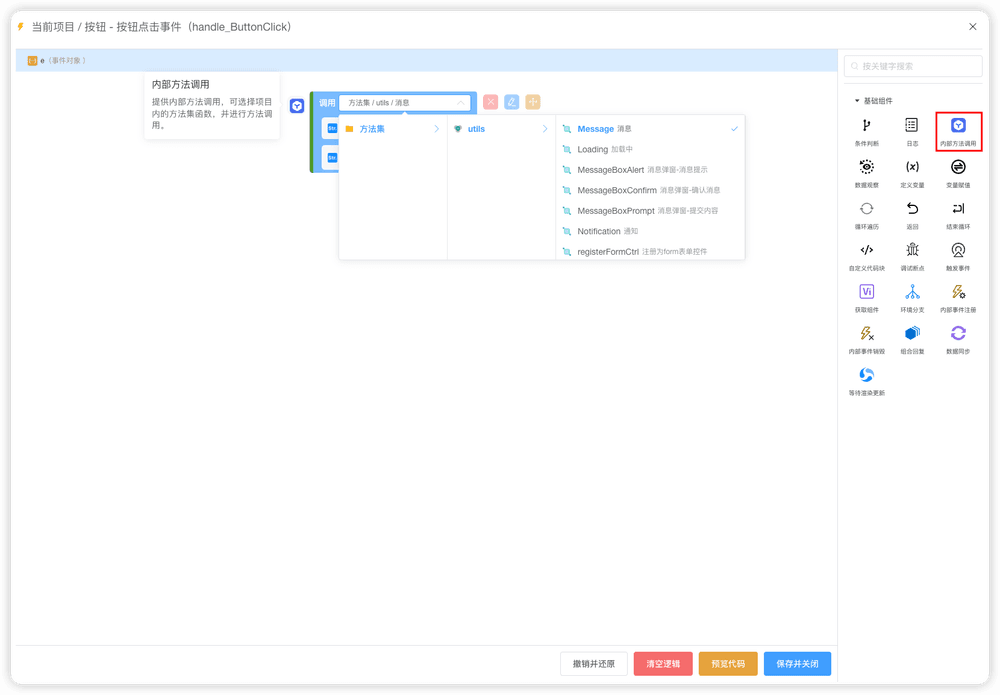 当前项目 / 按钮 - 按钮点击事件（handle_ButtonClick）
e（事件对象）
内部方法调用
提供内部方法调用，可选择项目
内的方法集函数，并进行方法调
用。
调用 方法集 / utils / 消息
Str
Str
方法集
utils
Message 消息
Loading 加载中
MessageBoxAlert 消息弹窗-消息提示
MessageBoxConfirm 消息弹窗-确认消息
MessageBoxPrompt 消息弹窗-提交内容
Notification 通知
registerFormCtrl 注册为form表单控件
按关键字搜索
基础组件
条件判断 日志 内部方法调用
数据观察 定义变量 变量赋值
循环遍历 返回 结束循环
自定义代码块 调试断点 触发事件
获取组件 环境分支 内部事件注册
内部事件销毁 组合回复 数据同步
等待渲染更新
撤销并还原 清空逻辑 预览代码 保存并关闭